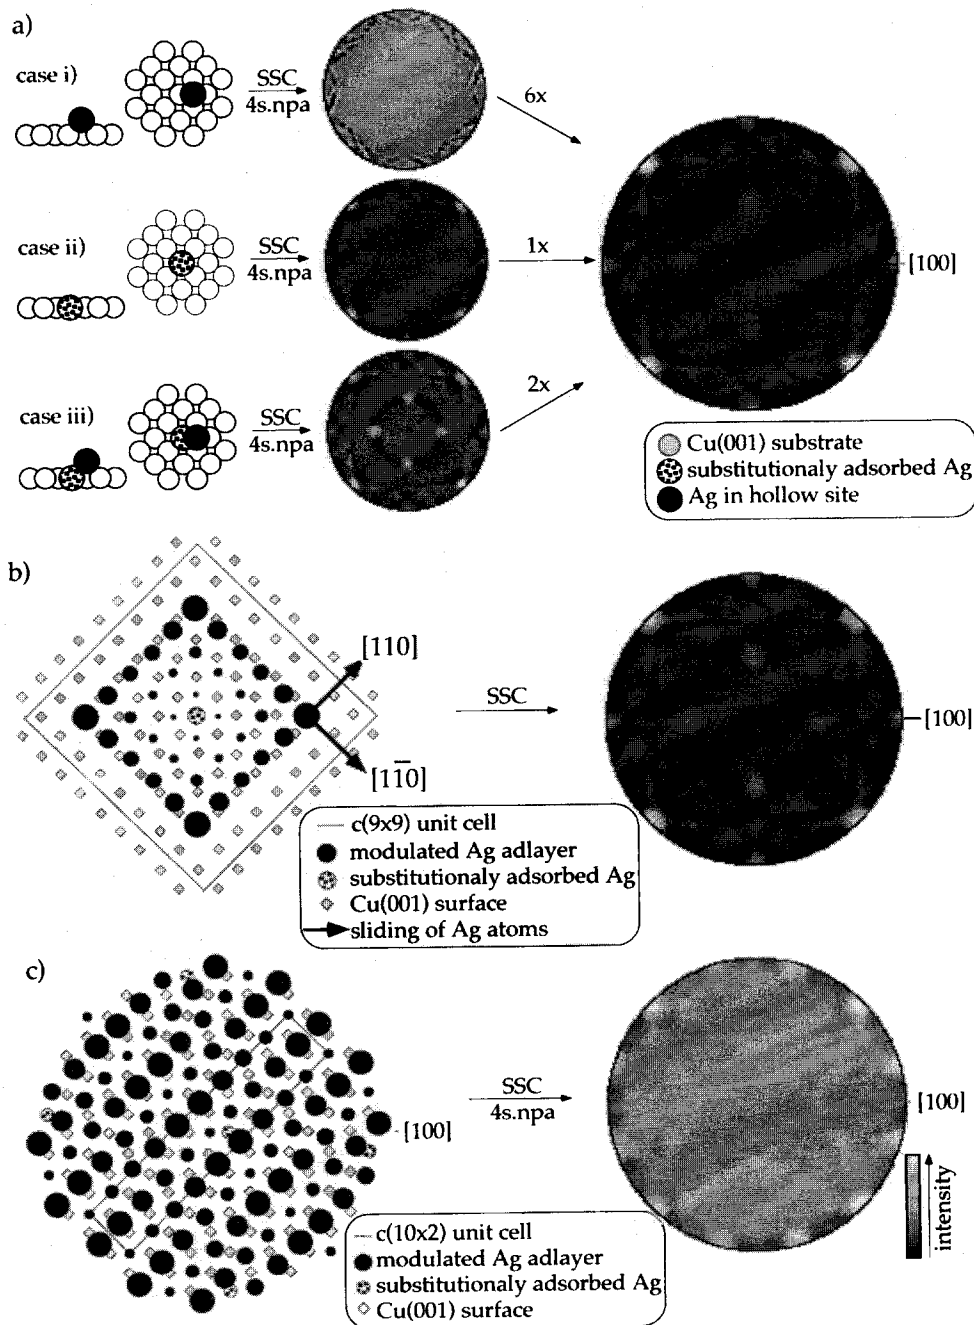 a)
case i)
SSC
4s.npa
6x
case ii)
SSC
4s.npa
1x
[100]
case iii)
SSC
4s.npa
2x
Cu(001) substrate
substitutionaly adsorbed Ag
Ag in hollow site
b)
[110]
[11̅0]
SSC
[100]
c(9x9) unit cell
modulated Ag adlayer
substitutionaly adsorbed Ag
Cu(001) surface
sliding of Ag atoms
c)
[100]
SSC
4s.npa
[100]
intensity
c(10x2) unit cell
modulated Ag adlayer
substitutionaly adsorbed Ag
Cu(001) surface